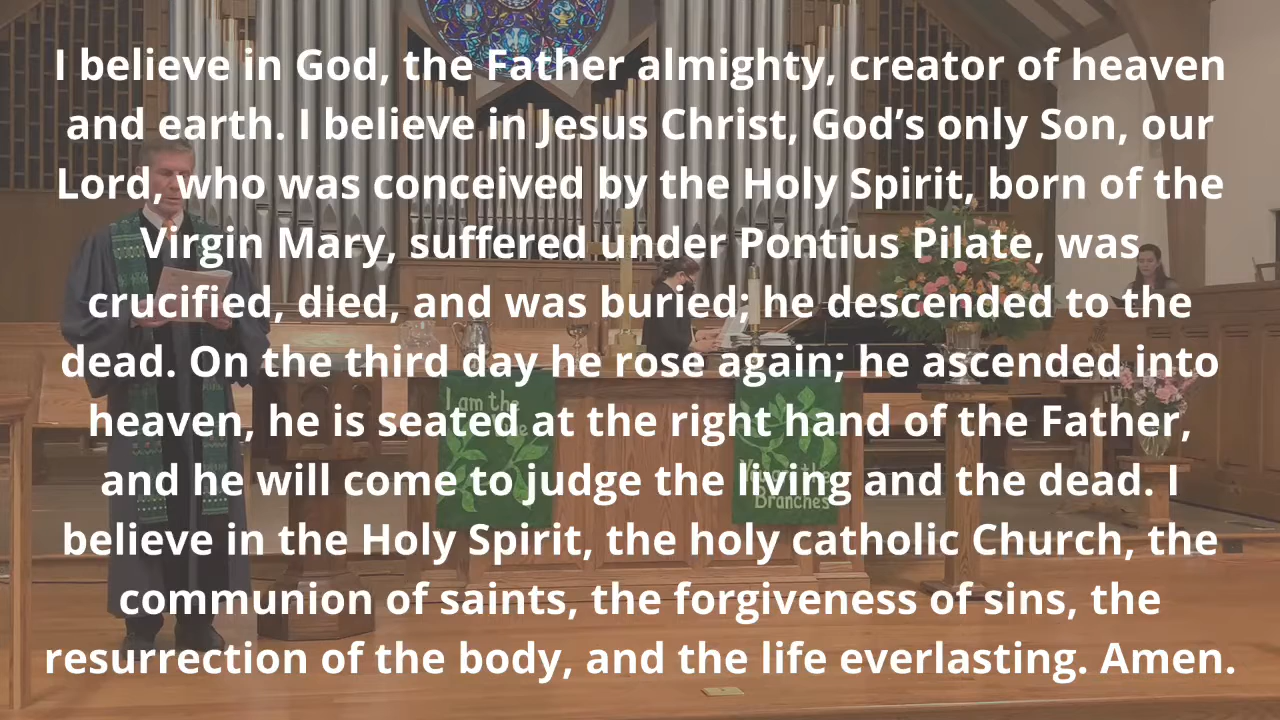 I believe in God, the Father almighty, creator of heaven
and earth. I believe in Jesus Christ, God’s only Son, our
Lord, who was conceived by the Holy Spirit, born of the
Virgin Mary, suffered under Pontius Pilate, was
crucified, died, and was buried; he descended to the
dead. On the third day he rose again; he ascended into
heaven, he is seated at the right hand of the Father,
and he will come to judge the living and the dead. I
believe in the Holy Spirit, the holy catholic Church, the
communion of saints, the forgiveness of sins, the
resurrection of the body, and the life everlasting. Amen.
I am the
Branches